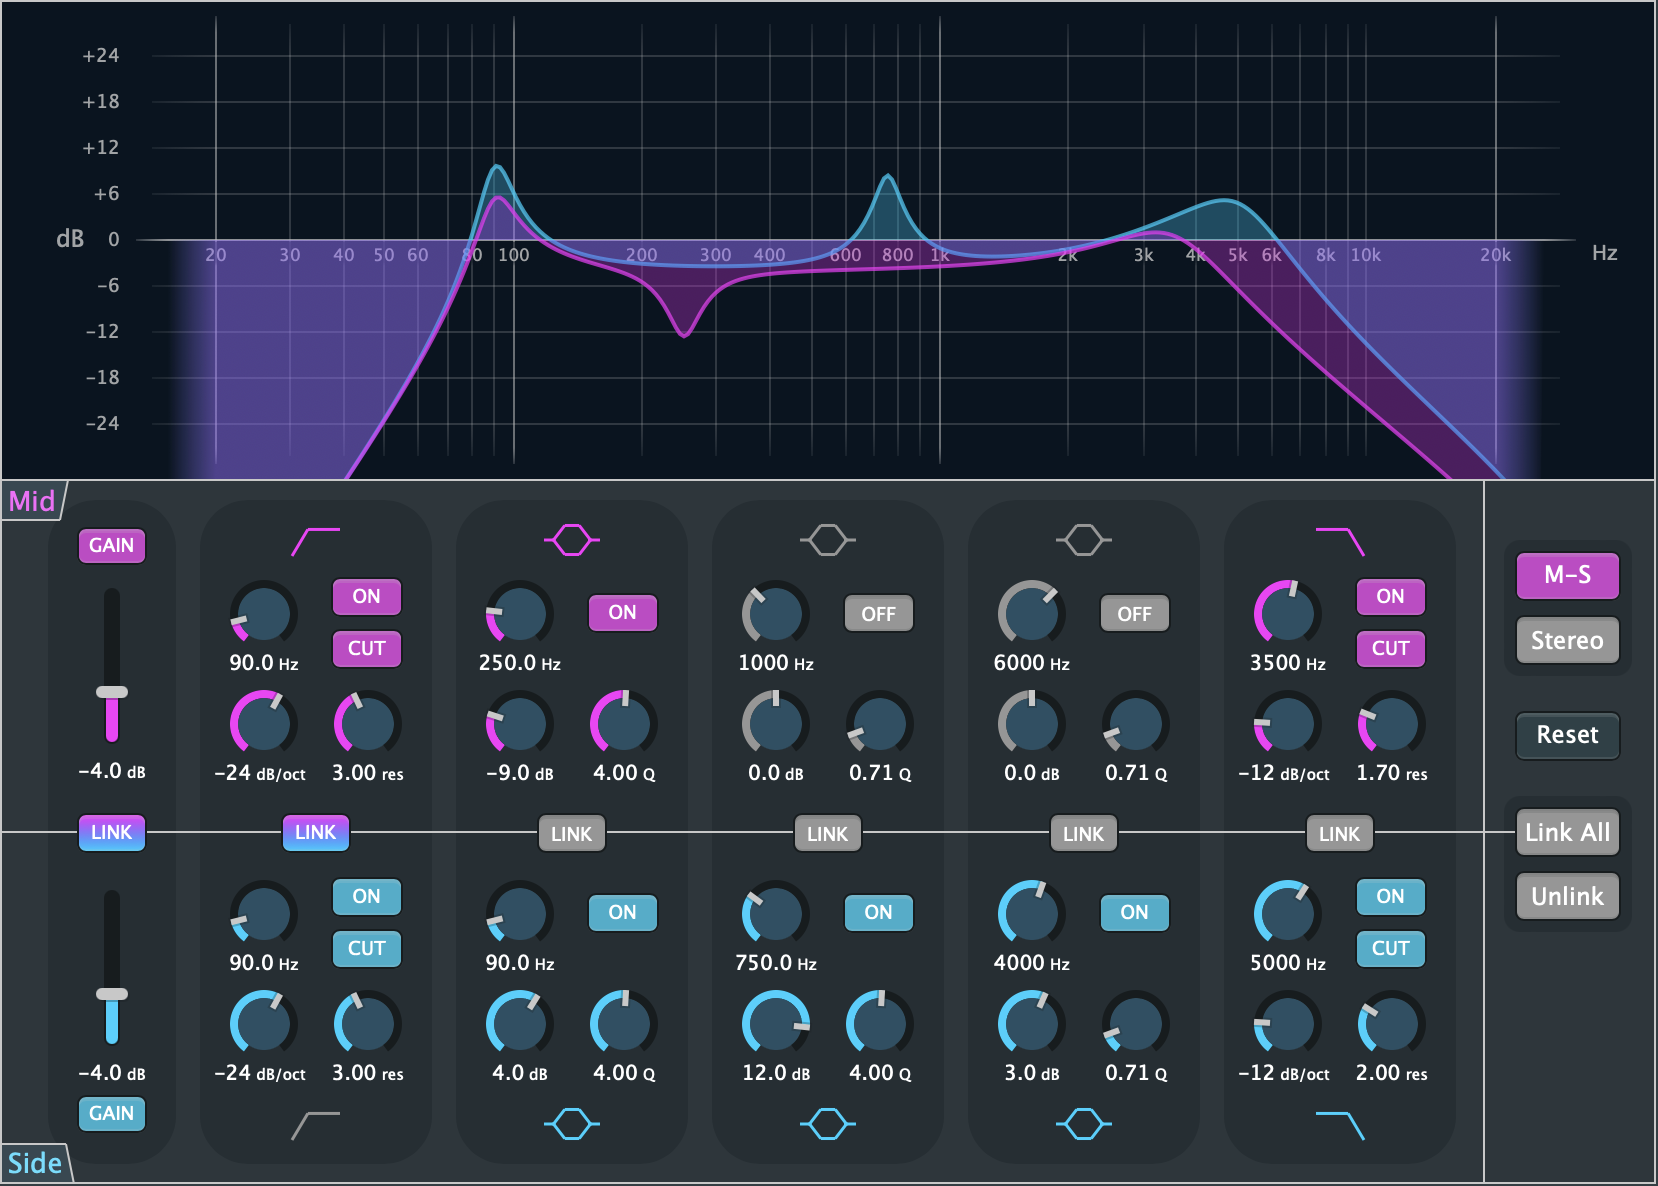 +24
+18
+12
+6
dB 0
20 30 40 50 60 80 100 200 300 400 600 800 1k 2k 3k 4k 5k 6k 8k 10k 20k Hz
-6
-12
-18
-24
Mid
GAIN
-4.0 dB
ON
CUT
90.0 Hz
-24 dB/oct 3.00 res
ON
250.0 Hz
-9.0 dB 4.00 Q
OFF
1000 Hz
0.0 dB 0.71 Q
OFF
6000 Hz
0.0 dB 0.71 Q
ON
CUT
3500 Hz
-12 dB/oct 1.70 res
M-S
Stereo
Reset
LINK LINK LINK LINK LINK LINK Link All
Unlink
-4.0 dB
GAIN
ON
CUT
90.0 Hz
-24 dB/oct 3.00 res
ON
90.0 Hz
4.0 dB 4.00 Q
ON
750.0 Hz
12.0 dB 4.00 Q
ON
4000 Hz
3.0 dB 0.71 Q
ON
CUT
5000 Hz
-12 dB/oct 2.00 res
Side